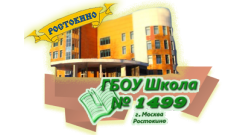 РОСТОКИНО
ГБОУ Школа
№ 1499
г. Москва
Ростокино